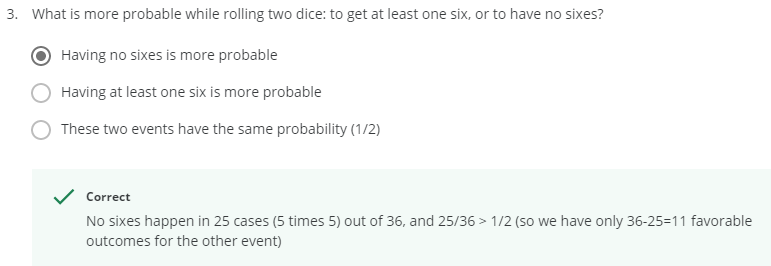 3. What is more probable while rolling two dice: to get at least one six, or to have no sixes?
Having no sixes is more probable
Having at least one six is more probable
These two events have the same probability (1/2)
Correct
No sixes happen in 25 cases (5 times 5) out of 36, and 25/36 > 1/2 (so we have only 36-25=11 favorable
outcomes for the other event)